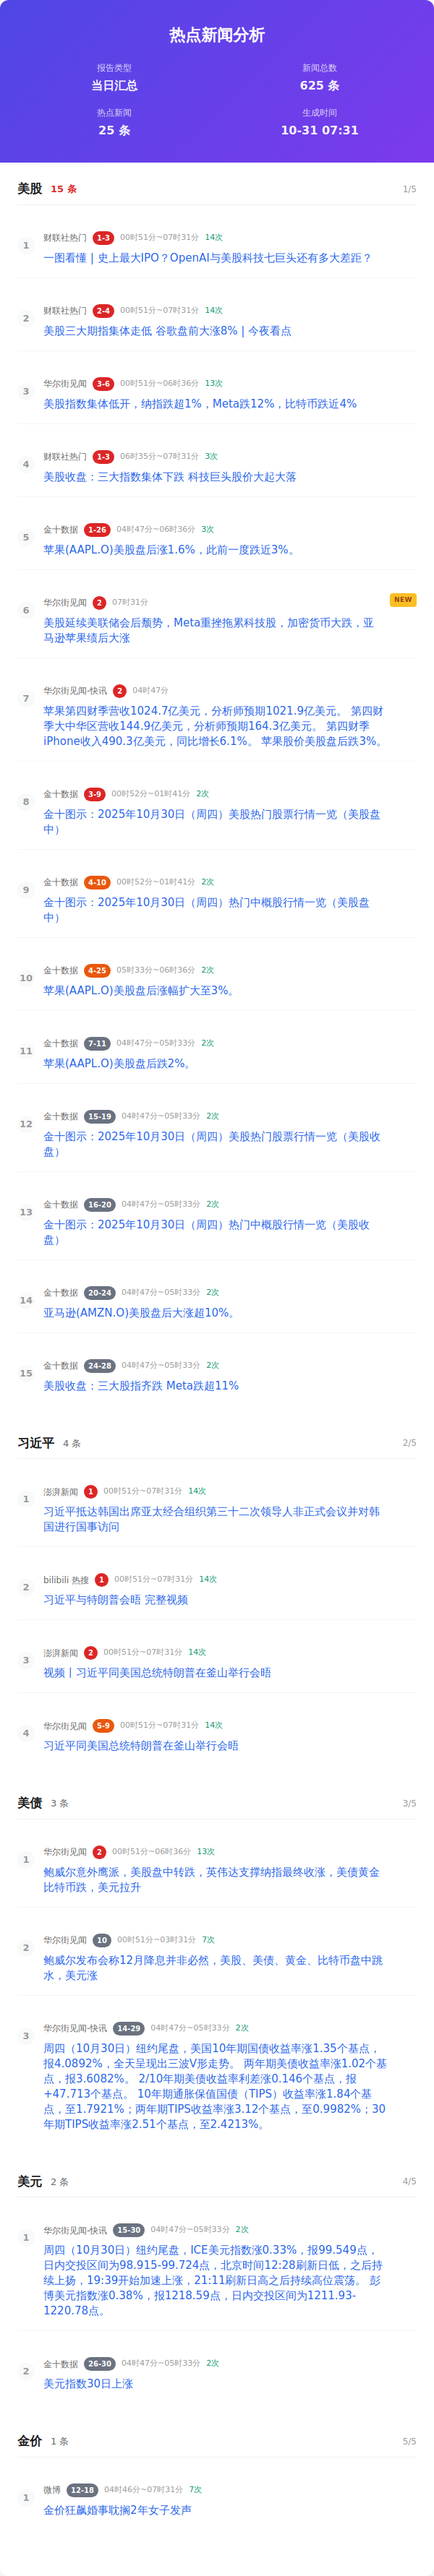 热点新闻分析
报告类型
当日汇总
新闻总数
625 条
热点新闻
25 条
生成时间
10-31 07:31
美股 15 条 1/5
1 财联社热门 1-3 00时51分~07时31分 14次
一图看懂 | 史上最大IPO？OpenAI与美股科技七巨头还有多大差距？
2 财联社热门 2-4 00时51分~07时31分 14次
美股三大期指集体走低 谷歌盘前大涨8% | 今夜看点
3 华尔街见闻 3-6 00时51分~06时36分 13次
美股指数集体低开，纳指跌超1%，Meta跌12%，比特币跌近4%
4 财联社热门 1-3 06时35分~07时31分 3次
美股收盘：三大指数集体下跌 科技巨头股价大起大落
5 金十数据 1-26 04时47分~06时36分 3次
苹果(AAPL.O)美股盘后涨1.6%，此前一度跌近3%。
6 华尔街见闻 2 07时31分 NEW
美股延续美联储会后颓势，Meta重挫拖累科技股，加密货币大跌，亚
马逊苹果绩后大涨
7 华尔街见闻-快讯 2 04时47分
苹果第四财季营收1024.7亿美元，分析师预期1021.9亿美元。 第四财
季大中华区营收144.9亿美元，分析师预期164.3亿美元。 第四财季
iPhone收入490.3亿美元，同比增长6.1%。 苹果股价美股盘后跌3%。
8 金十数据 3-9 00时52分~01时41分 2次
金十图示：2025年10月30日（周四）美股热门股票行情一览（美股盘
中）
9 金十数据 4-10 00时52分~01时41分 2次
金十图示：2025年10月30日（周四）热门中概股行情一览（美股盘
中）
10 金十数据 4-25 05时33分~06时36分 2次
苹果(AAPL.O)美股盘后涨幅扩大至3%。
11 金十数据 7-11 04时47分~05时33分 2次
苹果(AAPL.O)美股盘后跌2%。
12 金十数据 15-19 04时47分~05时33分 2次
金十图示：2025年10月30日（周四）美股热门股票行情一览（美股收
盘）
13 金十数据 16-20 04时47分~05时33分 2次
金十图示：2025年10月30日（周四）热门中概股行情一览（美股收
盘）
14 金十数据 20-24 04时47分~05时33分 2次
亚马逊(AMZN.O)美股盘后大涨超10%。
15 金十数据 24-28 04时47分~05时33分 2次
美股收盘：三大股指齐跌 Meta跌超11%
习近平 4 条 2/5
1 澎湃新闻 1 00时51分~07时31分 14次
习近平抵达韩国出席亚太经合组织第三十二次领导人非正式会议并对韩
国进行国事访问
2 bilibili 热搜 1 00时51分~07时31分 14次
习近平与特朗普会晤 完整视频
3 澎湃新闻 2 00时51分~07时31分 14次
视频丨习近平同美国总统特朗普在釜山举行会晤
4 华尔街见闻 5-9 00时51分~07时31分 14次
习近平同美国总统特朗普在釜山举行会晤
美债 3 条 3/5
1 华尔街见闻 2 00时51分~06时36分 13次
鲍威尔意外鹰派，美股盘中转跌，英伟达支撑纳指最终收涨，美债黄金
比特币跌，美元拉升
2 华尔街见闻 10 00时51分~03时31分 7次
鲍威尔发布会称12月降息并非必然，美股、美债、黄金、比特币盘中跳
水，美元涨
3 华尔街见闻-快讯 14-29 04时47分~05时33分 2次
周四（10月30日）纽约尾盘，美国10年期国债收益率涨1.35个基点，
报4.0892%，全天呈现出三波V形走势。 两年期美债收益率涨1.02个基
点，报3.6082%。 2/10年期美债收益率利差涨0.146个基点，报
+47.713个基点。 10年期通胀保值国债（TIPS）收益率涨1.84个基
点，至1.7921%；两年期TIPS收益率涨3.12个基点，至0.9982%；30
年期TIPS收益率涨2.51个基点，至2.4213%。
美元 2 条 4/5
1 华尔街见闻-快讯 15-30 04时47分~05时33分 2次
周四（10月30日）纽约尾盘，ICE美元指数涨0.33%，报99.549点，
日内交投区间为98.915-99.724点，北京时间12:28刷新日低，之后持
续上扬，19:39开始加速上涨，21:11刷新日高之后持续高位震荡。 彭
博美元指数涨0.38%，报1218.59点，日内交投区间为1211.93-
1220.78点。
2 金十数据 26-30 04时47分~05时33分 2次
美元指数30日上涨
金价 1 条 5/5
1 微博 12-18 04时46分~07时31分 7次
金价狂飙婚事耽搁2年女子发声